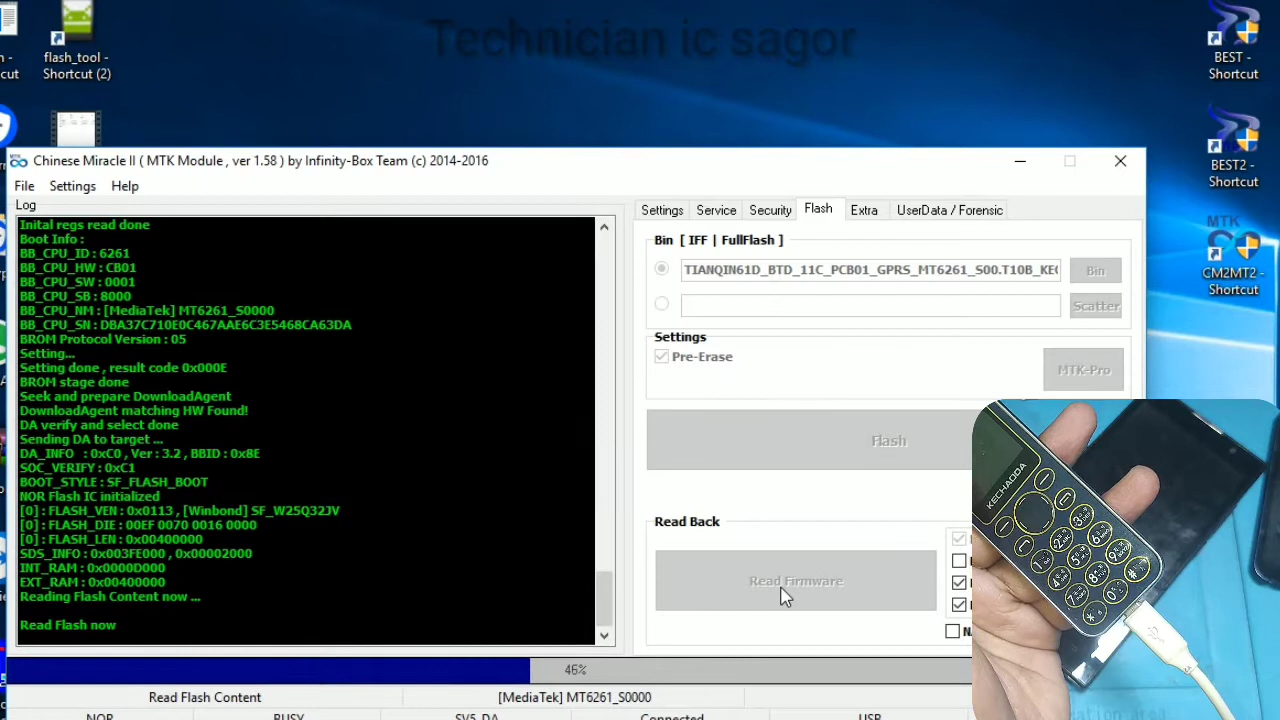 Technician ic sagor
flash_tool -
Shortcut (2)
BEST -
Shortcut
BEST2 -
Shortcut
MTK
CM2MT2 -
Shortcut
Chinese Miracle II ( MTK Module , ver 1.58 ) by Infinity-Box Team (c) 2014-2016
File Settings Help
Log
Inital regs read done
Boot Info :
BB_CPU_ID : 6261
BB_CPU_HW : CB01
BB_CPU_SW : 0001
BB_CPU_SB : 8000
BB_CPU_NM : [MediaTek] MT6261_S0000
BB_CPU_SN : DBA37C710E0C467AAE6C3E5468CA63DA
BROM Protocol Version : 05
Setting...
Setting done , result code 0x000E
BROM stage done
Seek and prepare DownloadAgent
DownloadAgent matching HW Found!
DA verify and select done
Sending DA to target ...
DA_INFO : 0xC0 , Ver : 3.2 , BBID : 0x8E
SOC_VERIFY : 0xC1
BOOT_STYLE : SF_FLASH_BOOT
NOR Flash IC initialized
[0] : FLASH_VEN : 0x0113 , [Winbond] SF_W25Q32JV
[0] : FLASH_DIE : 00EF 0070 0016 0000
[0] : FLASH_LEN : 0x00400000
SDS_INFO : 0x003FE000 , 0x00002000
INT_RAM : 0x0000D000
EXT_RAM : 0x00400000
Reading Flash Content now ...
Read Flash now
Settings Service Security Flash Extra UserData / Forensic
Bin [ IFF | FullFlash ]
TIANQIN61D_BTD_11C_PCB01_GPRS_MT6261_S00.T10B_KE
Bin
Scatter
Settings
Pre-Erase
MTK-Pro
Flash
Read Back
Read Firmware
KECHAODA
46%
Read Flash Content [MediaTek] MT6261_S0000
NOR BUSY SV5_DA Connected USB